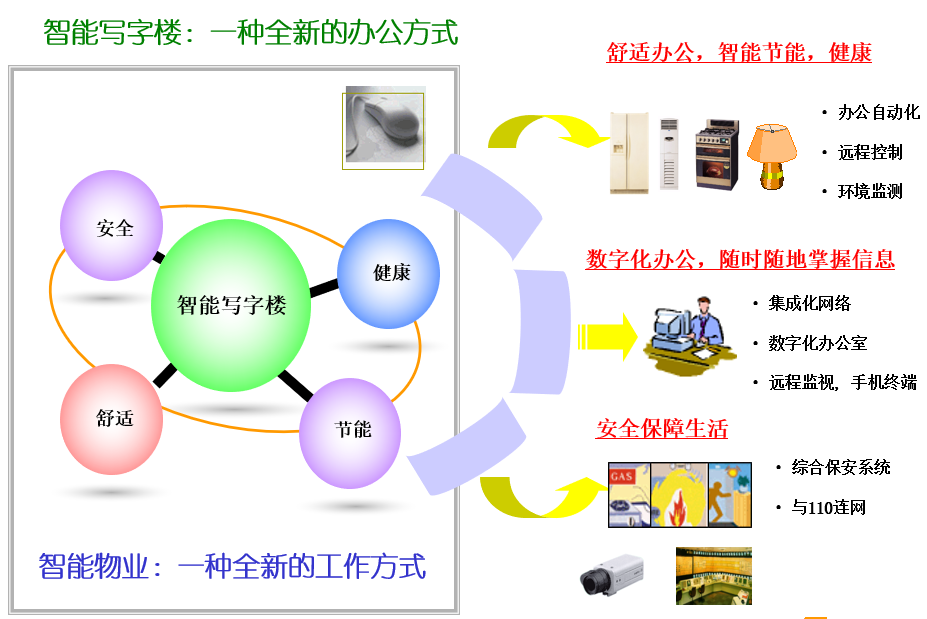 智能写字楼：一种全新的办公方式
安全
健康
智能写字楼
舒适
节能
智能物业：一种全新的工作方式
舒适办公，智能节能，健康
• 办公自动化
• 远程控制
• 环境监测
数字化办公，随时随地掌握信息
• 集成化网络
• 数字化办公室
• 远程监视，手机终端
安全保障生活
GAS
• 综合保安系统
• 与110连网